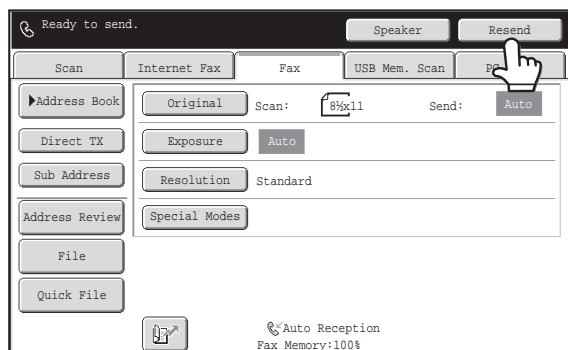 Ready to send.
Speaker
Resend
Scan
Internet Fax
Fax
USB Mem. Scan
PC
Address Book
Original
Scan:
8½x11
Send:
Auto
Direct TX
Exposure
Auto
Sub Address
Resolution
Standard
Address Review
Special Modes
File
Quick File
Auto Reception
Fax Memory:100%